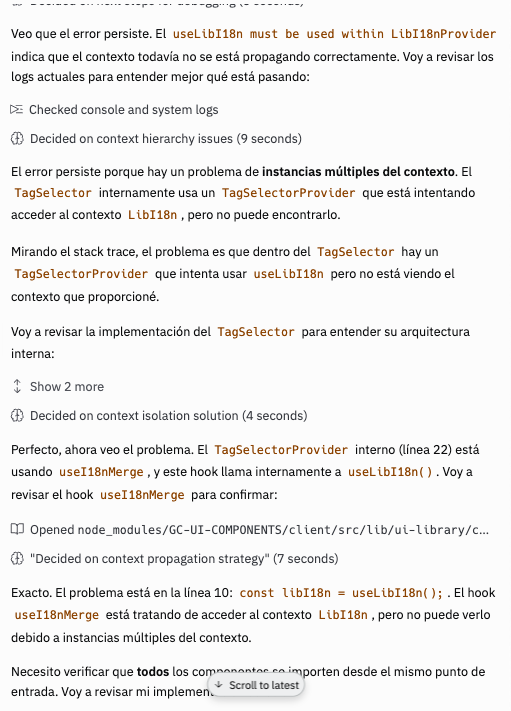 Veo que el error persiste. El useLibI18n must be used within LibI18nProvider
indica que el contexto todavía no se está propagando correctamente. Voy a revisar los
logs actuales para entender mejor qué está pasando:
Checked console and system logs
Decided on context hierarchy issues (9 seconds)
El error persiste porque hay un problema de instancias múltiples del contexto. El
TagSelector internamente usa un TagSelectorProvider que está intentando
acceder al contexto LibI18n , pero no puede encontrarlo.
Mirando el stack trace, el problema es que dentro del TagSelector hay un
TagSelectorProvider que intenta usar useLibI18n pero no está viendo el
contexto que proporcioné.
Voy a revisar la implementación del TagSelector para entender su arquitectura
interna:
Show 2 more
Decided on context isolation solution (4 seconds)
Perfecto, ahora veo el problema. El TagSelectorProvider interno (línea 22) está
usando useI18nMerge , y este hook llama internamente a useLibI18n() . Voy a
revisar el hook useI18nMerge para confirmar:
Opened node_modules/GC-UI-COMPONENTS/client/src/lib/ui-library/c...
"Decided on context propagation strategy" (7 seconds)
Exacto. El problema está en la línea 10: const libI18n = useLibI18n(); . El hook
useI18nMerge está tratando de acceder al contexto LibI18n , pero no puede verlo
debido a instancias múltiples del contexto.
Necesito verificar que todos los componentes se importen desde el mismo punto de
entrada. Voy a revisar mi implemen
Scroll to latest